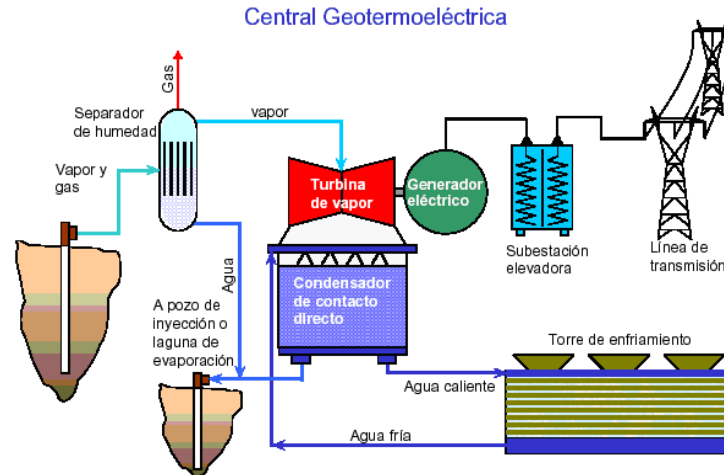 Central Geotermoeléctrica
Gas
Separador
de humedad
vapor
Vapor y
gas
Turbina
de vapor
Generador
eléctrico
Subestación
elevadora
Línea de
transmisión
Agua
A pozo de
inyección o
laguna de
evaporación
Condensador
de contacto
directo
Torre de enfriamiento
Agua caliente
Agua fría